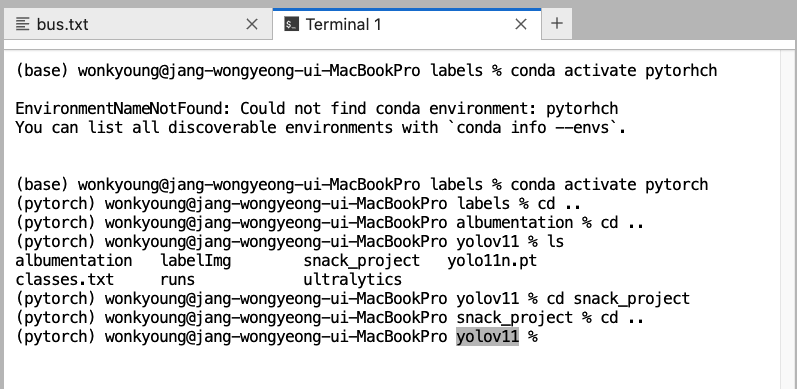 bus.txt
Terminal 1
(base) wonkyoung@jang-wongyeong-ui-MacBookPro labels % conda activate pytorhch
EnvironmentNameNotFound: Could not find conda environment: pytorhch
You can list all discoverable environments with `conda info --envs`.
(base) wonkyoung@jang-wongyeong-ui-MacBookPro labels % conda activate pytorch
(pytorch) wonkyoung@jang-wongyeong-ui-MacBookPro labels % cd ..
(pytorch) wonkyoung@jang-wongyeong-ui-MacBookPro albumentation % cd ..
(pytorch) wonkyoung@jang-wongyeong-ui-MacBookPro yolov11 % ls
albumentation labelImg snack_project yolo11n.pt
classes.txt runs ultralytics
(pytorch) wonkyoung@jang-wongyeong-ui-MacBookPro yolov11 % cd snack_project
(pytorch) wonkyoung@jang-wongyeong-ui-MacBookPro snack_project % cd ..
(pytorch) wonkyoung@jang-wongyeong-ui-MacBookPro yolov11 %